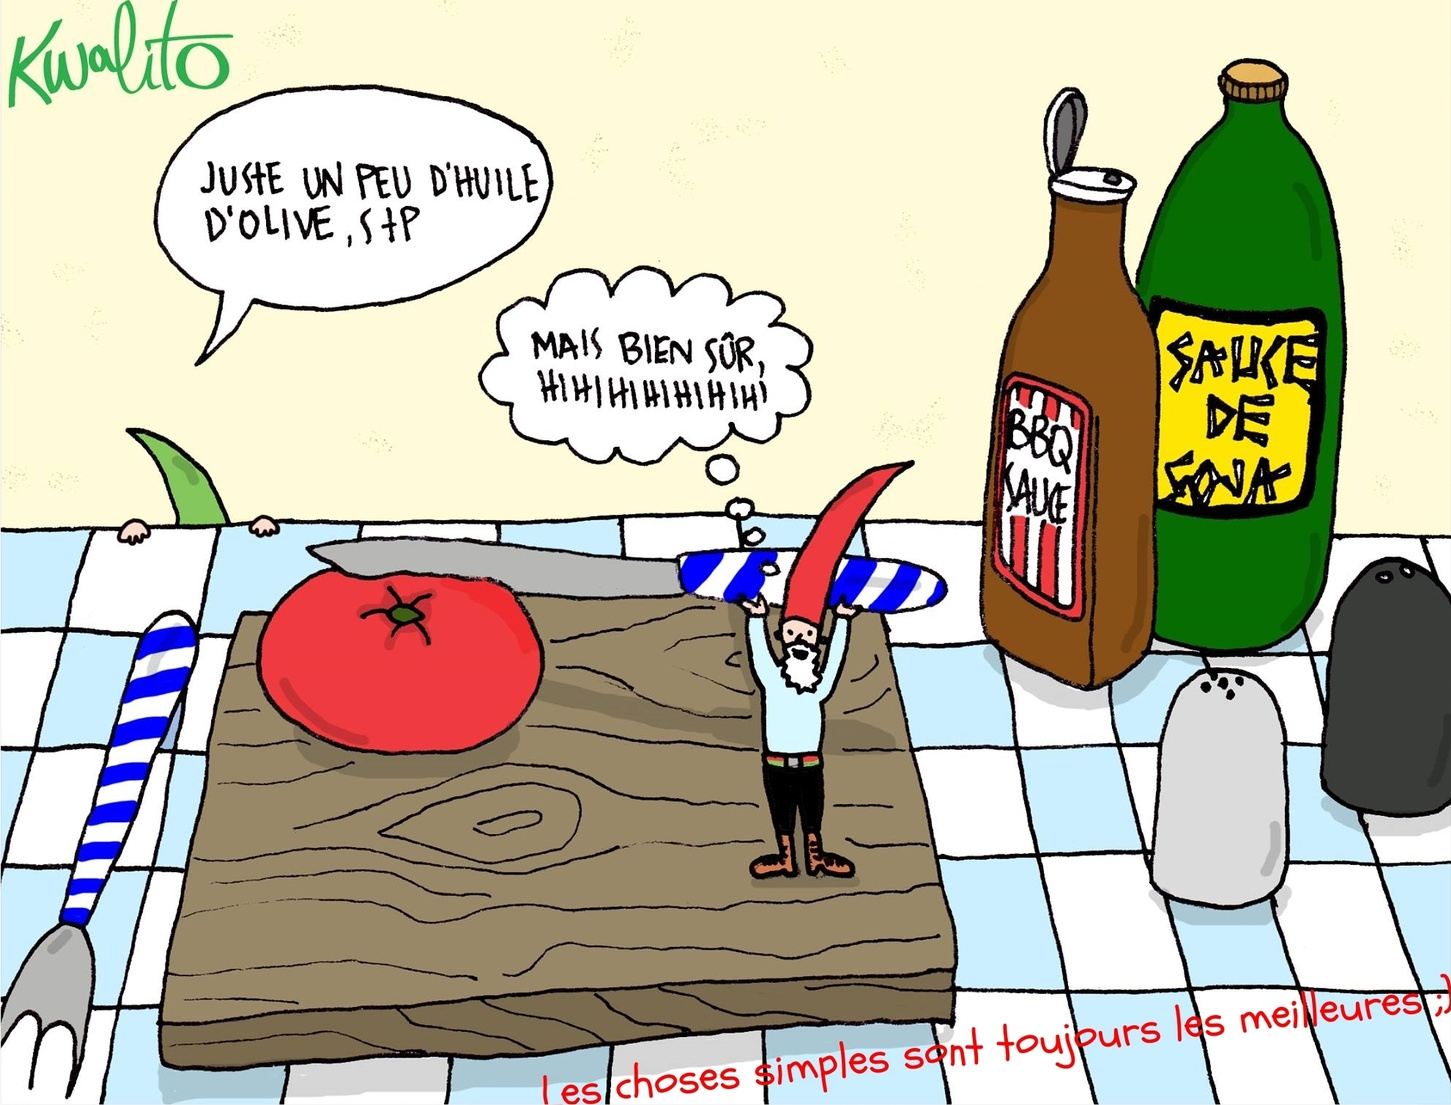 Kwalito
JUSTE UN PEU D'HUILE
D'OLIVE, STP
MAIS BIEN SÛR,
HIHIHIHIHIHIHI
BBQ
SAUCE
SAUCE
DE
SOJA
Les choses simples sont toujours les meilleures ;)